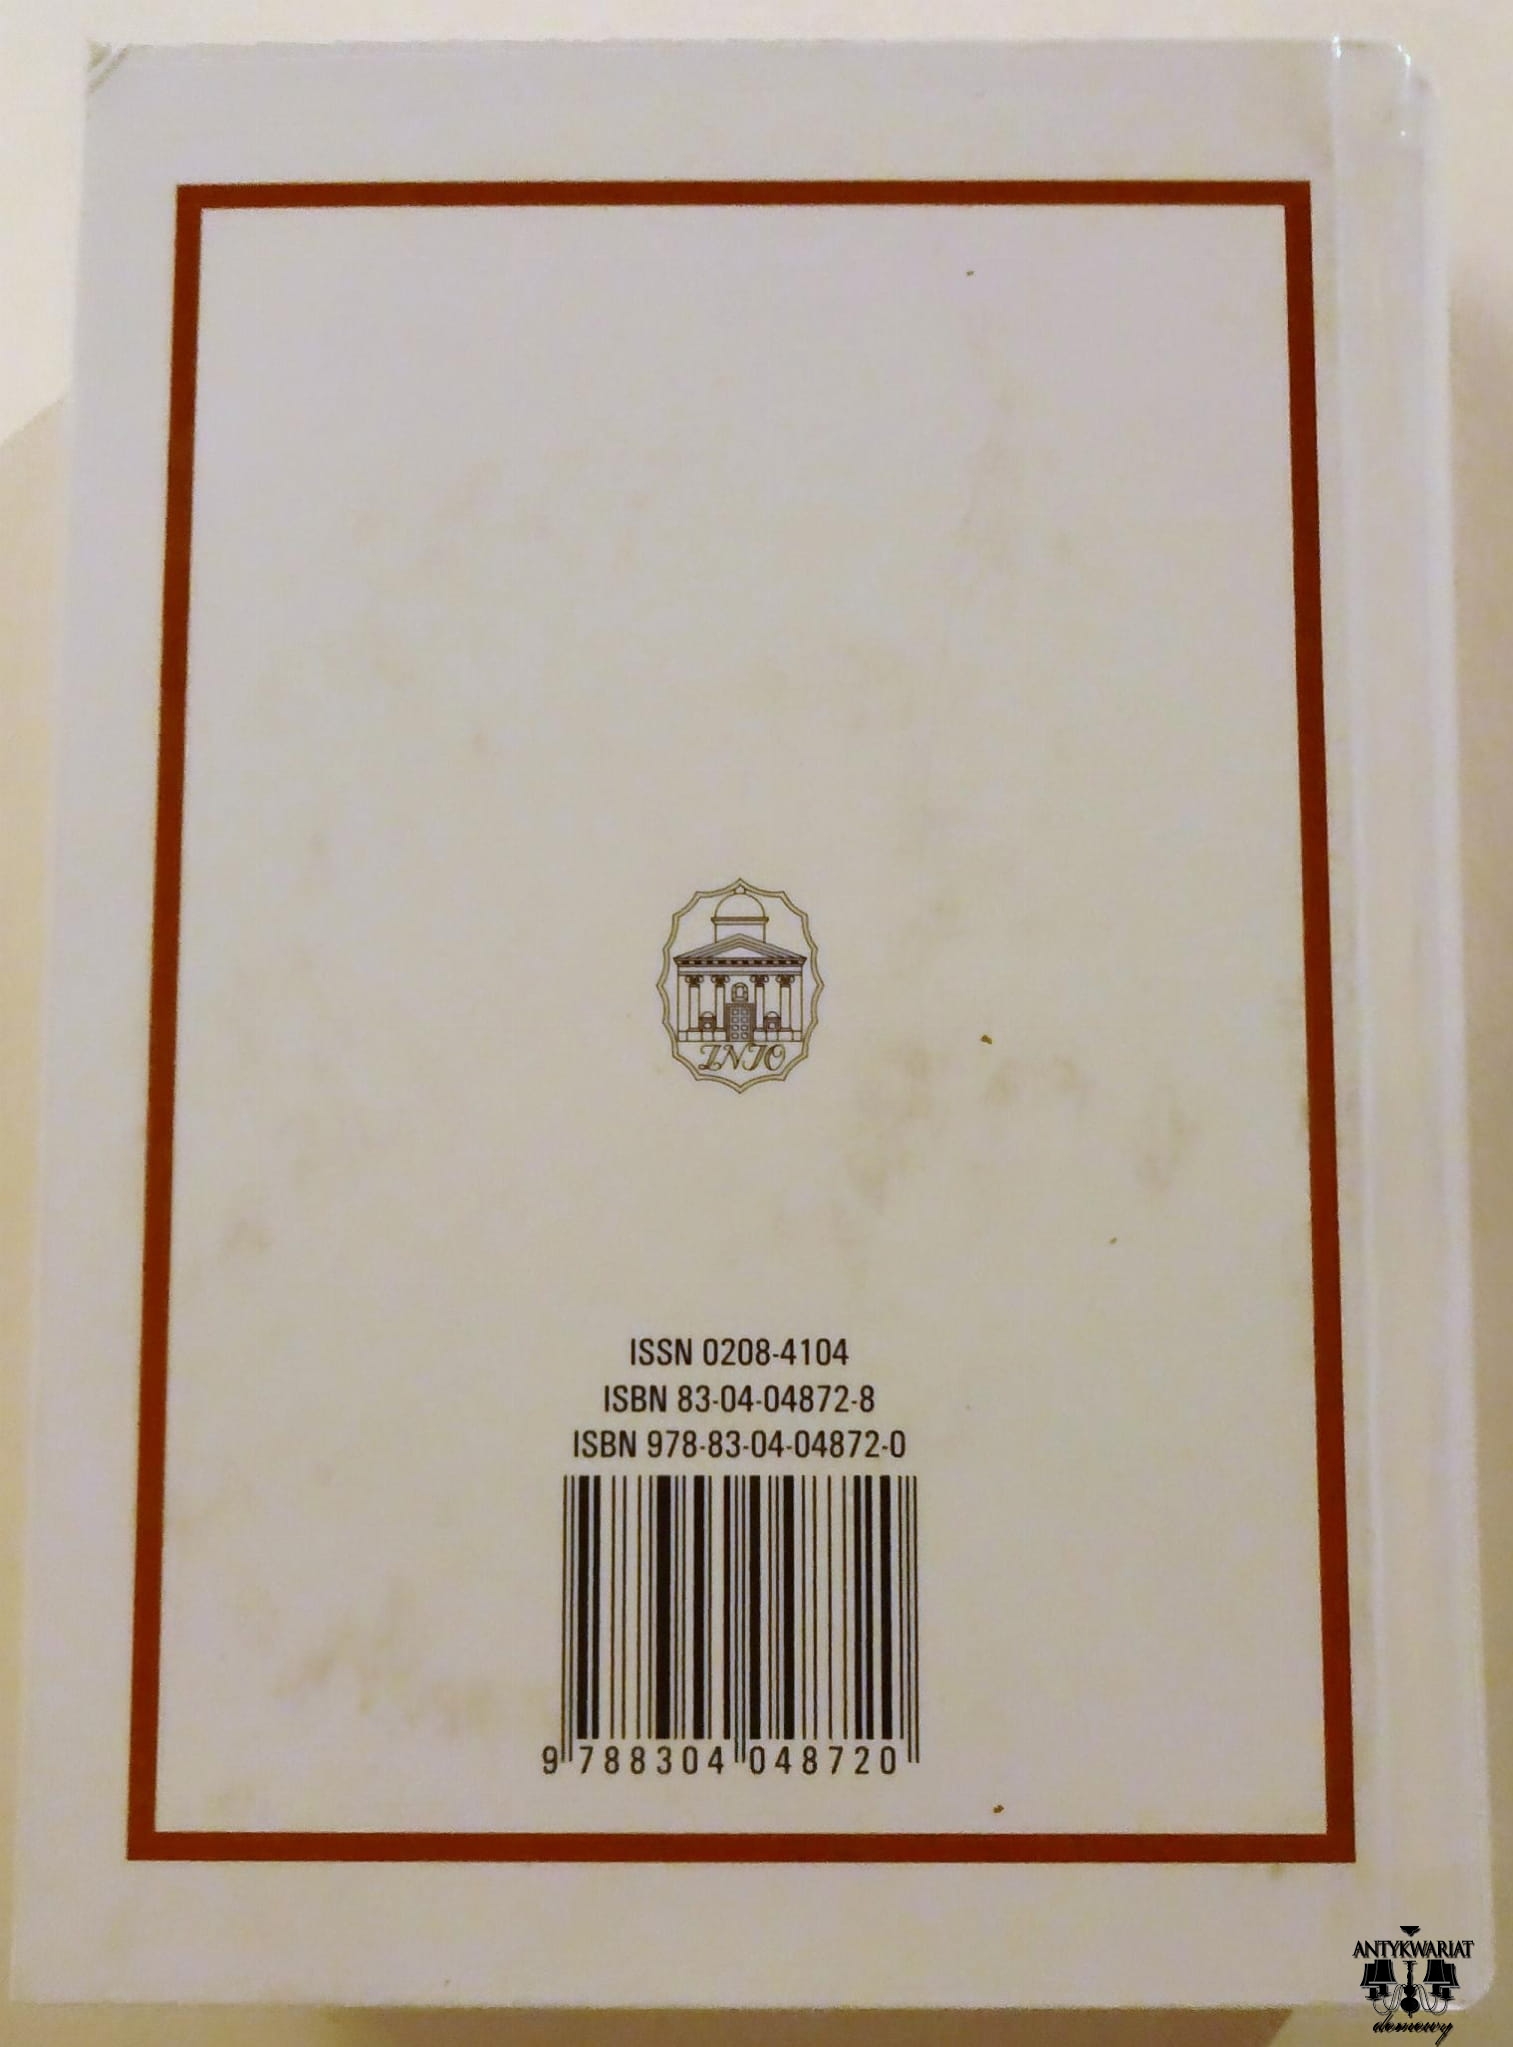 ZNIO
ISSN 0208-4104
ISBN 83-04-04872-8
ISBN 978-83-04-04872-0
9 788304 048720
ANTYKWARIAT
domowy